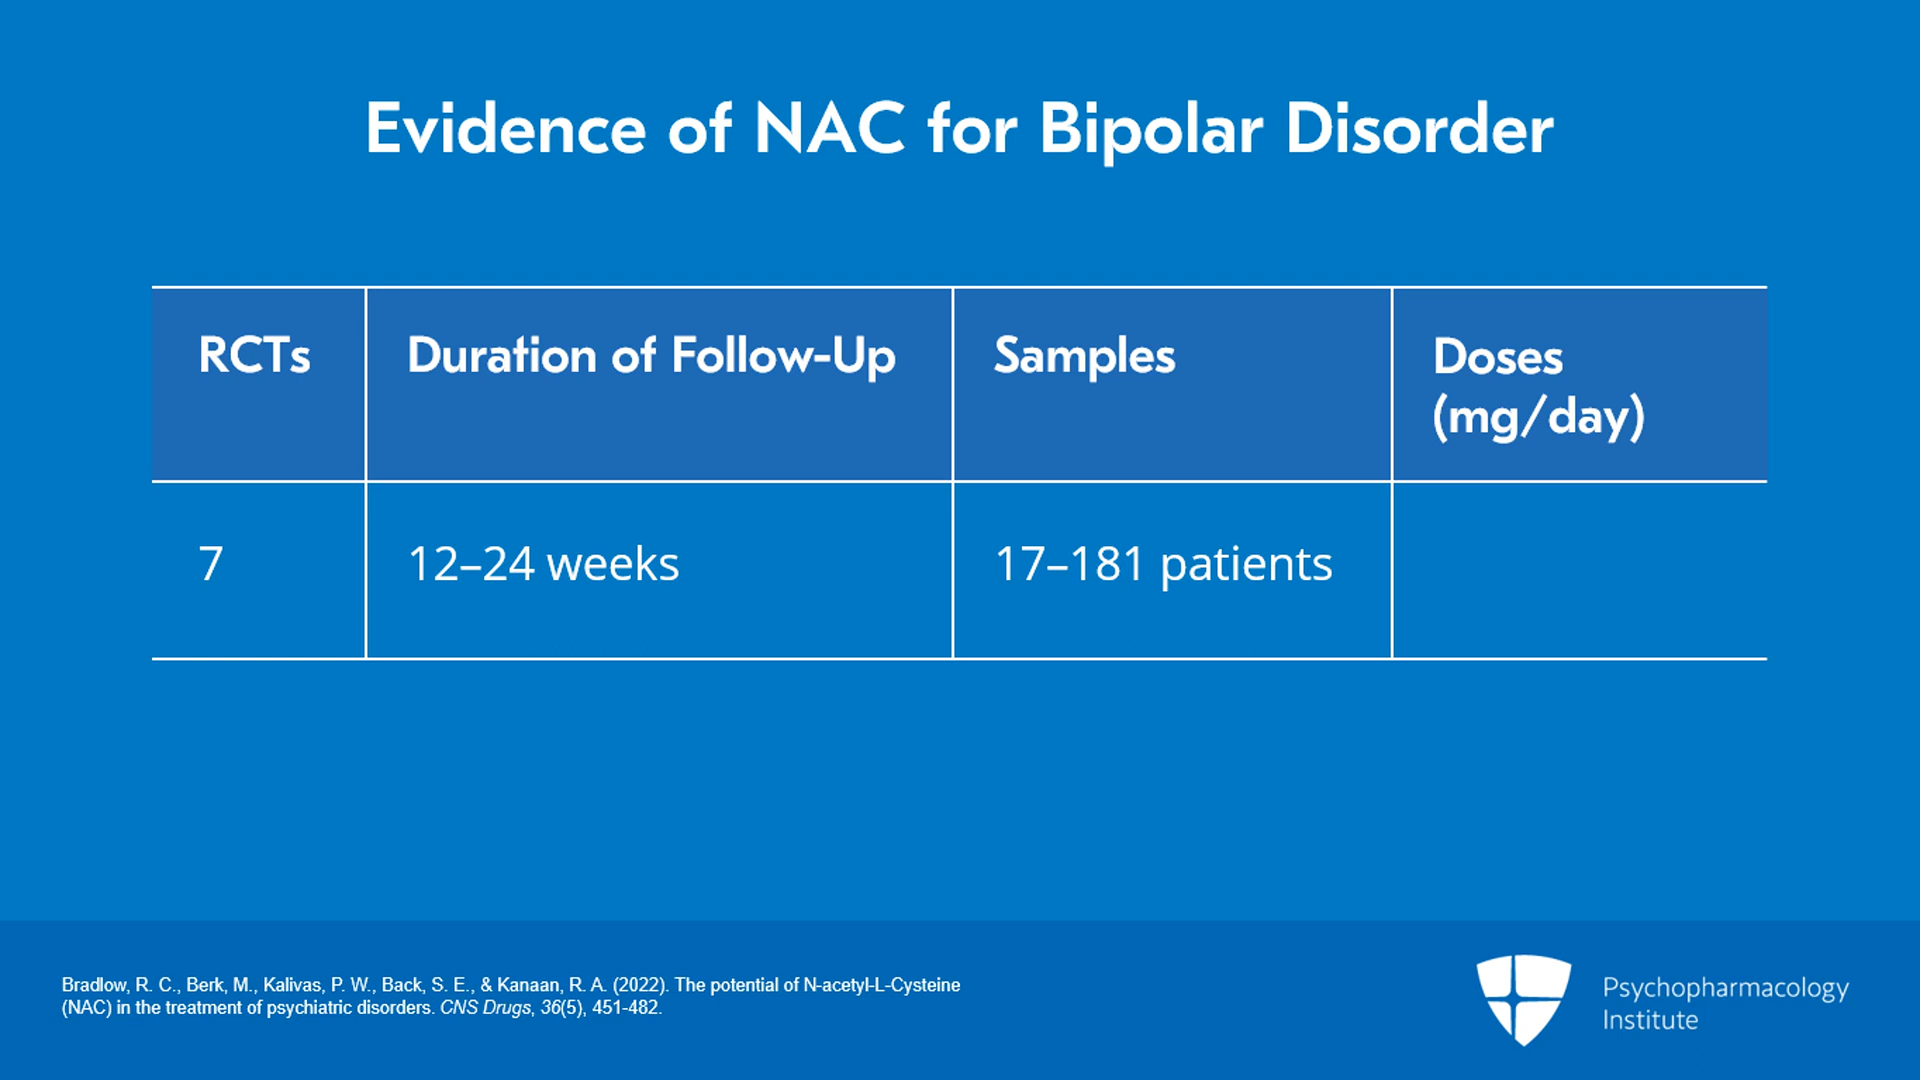 Evidence of NAC for Bipolar Disorder
RCTs
Duration of Follow-Up
Samples
Doses
(mg/day)
7
12–24 weeks
17–181 patients
Bradlow, R. C., Berk, M., Kalivas, P. W., Back, S. E., & Kanaan, R. A. (2022). The potential of N-acetyl-L-Cysteine
(NAC) in the treatment of psychiatric disorders. CNS Drugs, 36(5), 451-482.
Psychopharmacology
Institute